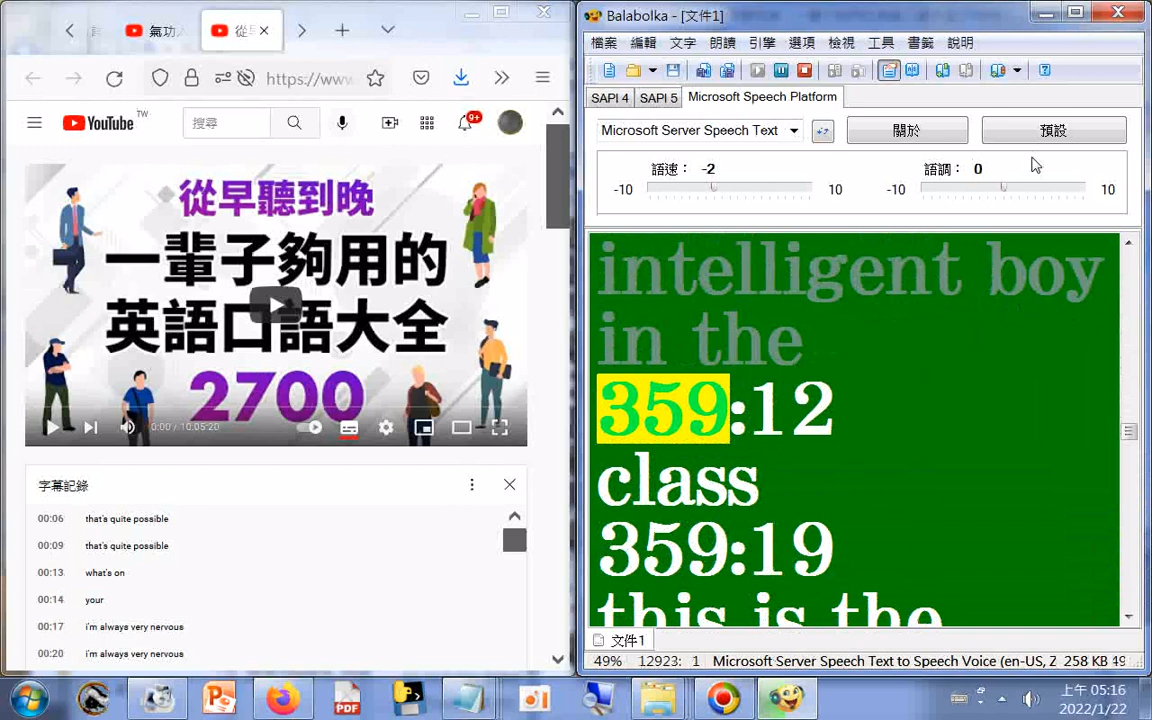 氣功
從
https://www
YouTube TW
搜尋
9+
從早聽到晚
一輩子夠用的
英語口語大全
2700
0:00 / 10:05:20
字幕記錄
00:06 that's quite possible
00:09 that's quite possible
00:13 what's on
00:14 your
00:17 i'm always very nervous
00:20 i'm always very nervous
Balabolka - [文件1]
檔案 編輯 文字 朗讀 引擎 選項 檢視 工具 書籤 說明
SAPI 4 SAPI 5 Microsoft Speech Platform
Microsoft Server Speech Text 關於 預設
語速： -2 語調： 0
-10 10 -10 10
intelligent boy
in the
359:12
class
359:19
this is the
文件1
49% 12923: 1 Microsoft Server Speech Text to Speech Voice (en-US, Z 258 KB 49
PDF
上午 05:16
2022/1/22